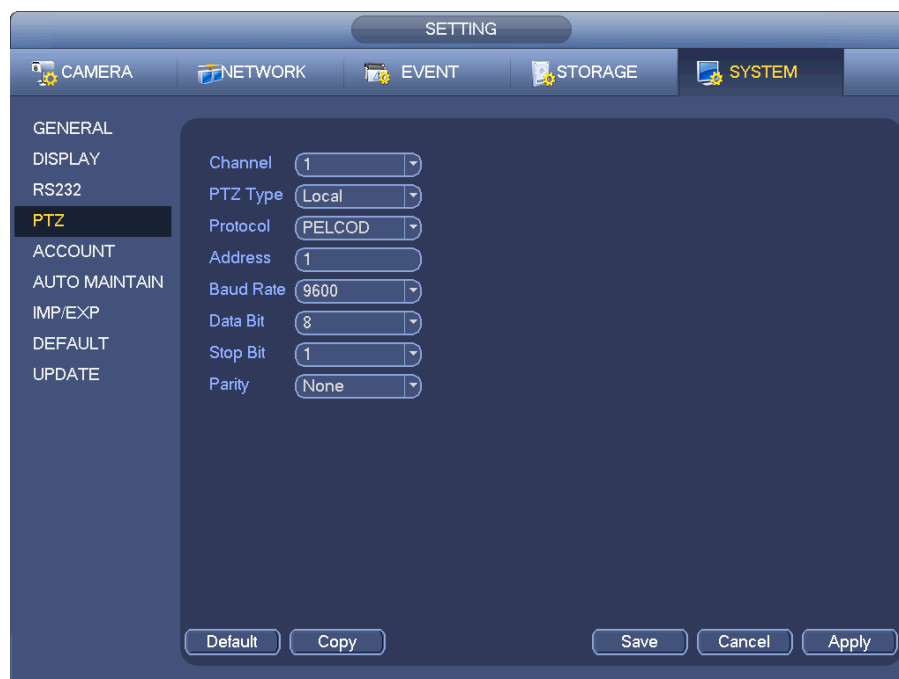 SETTING
CAMERA NETWORK EVENT STORAGE SYSTEM
GENERAL
DISPLAY
RS232
PTZ
ACCOUNT
AUTO MAINTAIN
IMP/EXP
DEFAULT
UPDATE
Channel 1
PTZ Type Local
Protocol PELCOD
Address 1
Baud Rate 9600
Data Bit 8
Stop Bit 1
Parity None
Default Copy Save Cancel Apply